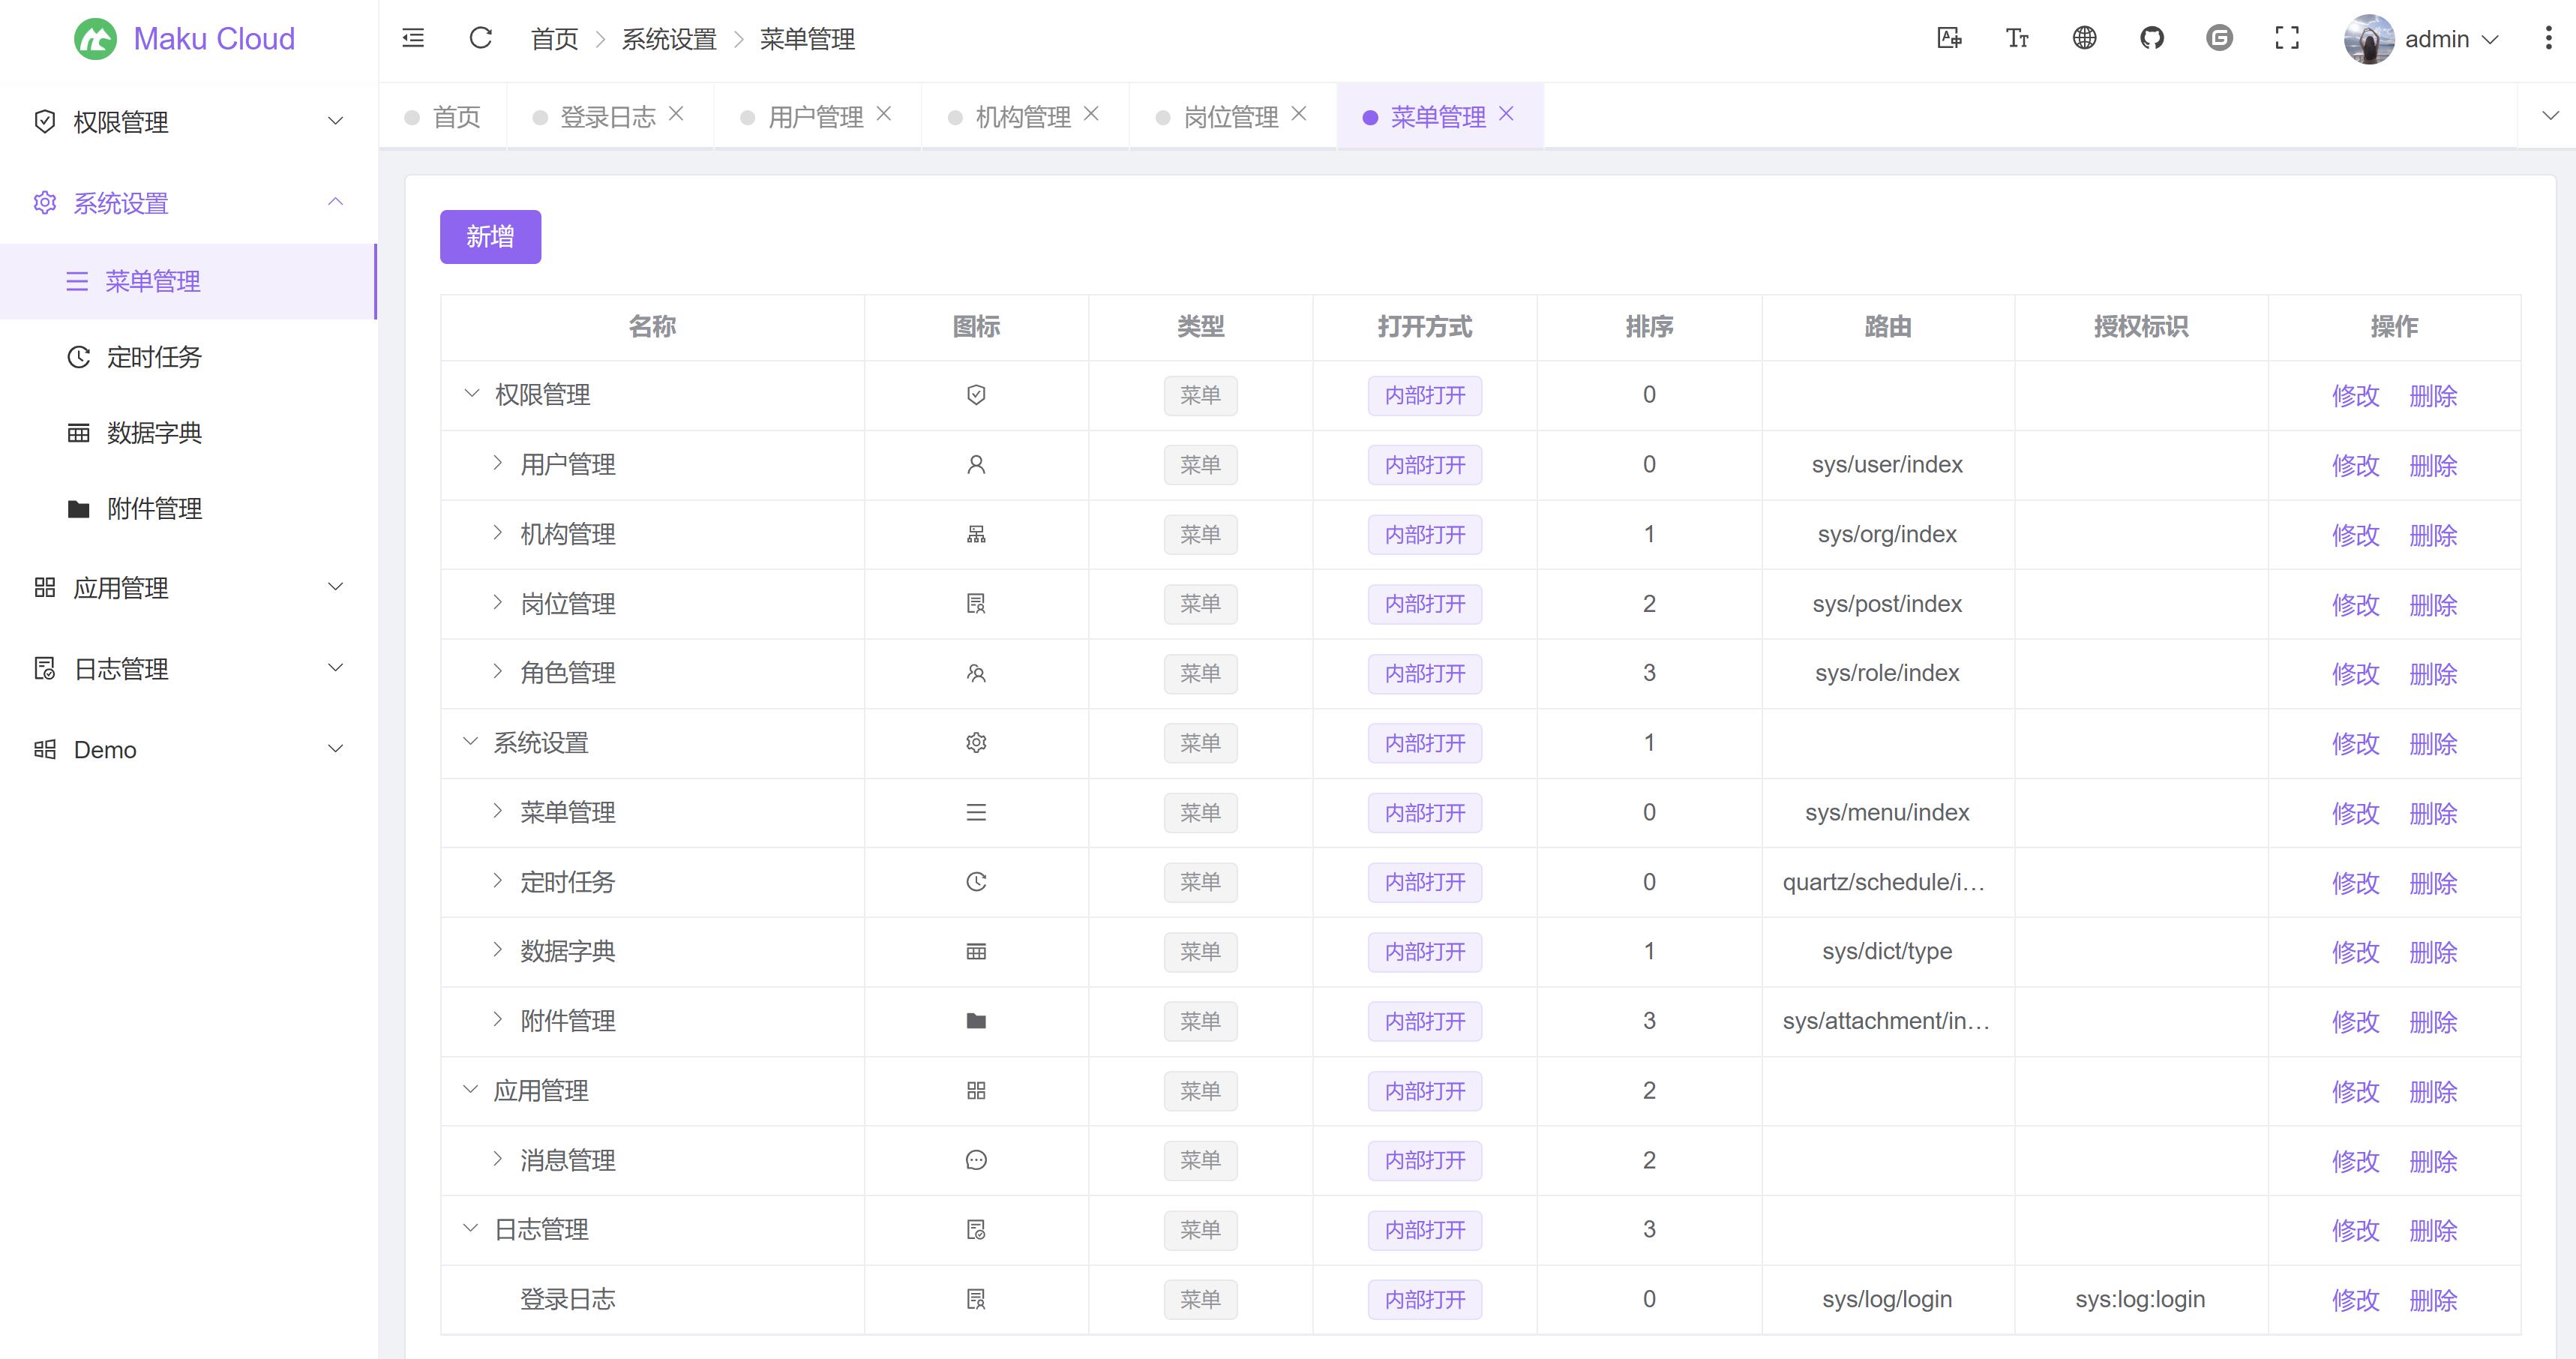 Maku Cloud
首页 系统设置 菜单管理
admin
首页 登录日志 用户管理 机构管理 岗位管理 菜单管理
权限管理
系统设置
菜单管理
定时任务
数据字典
附件管理
应用管理
日志管理
Demo
新增
名称 图标 类型 打开方式 排序 路由 授权标识 操作
权限管理 菜单 内部打开 0 修改 删除
用户管理 菜单 内部打开 0 sys/user/index 修改 删除
机构管理 菜单 内部打开 1 sys/org/index 修改 删除
岗位管理 菜单 内部打开 2 sys/post/index 修改 删除
角色管理 菜单 内部打开 3 sys/role/index 修改 删除
系统设置 菜单 内部打开 1 修改 删除
菜单管理 菜单 内部打开 0 sys/menu/index 修改 删除
定时任务 菜单 内部打开 0 quartz/schedule/i... 修改 删除
数据字典 菜单 内部打开 1 sys/dict/type 修改 删除
附件管理 菜单 内部打开 3 sys/attachment/in... 修改 删除
应用管理 菜单 内部打开 2 修改 删除
消息管理 菜单 内部打开 2 修改 删除
日志管理 菜单 内部打开 3 修改 删除
登录日志 菜单 内部打开 0 sys/log/login sys:log:login 修改 删除